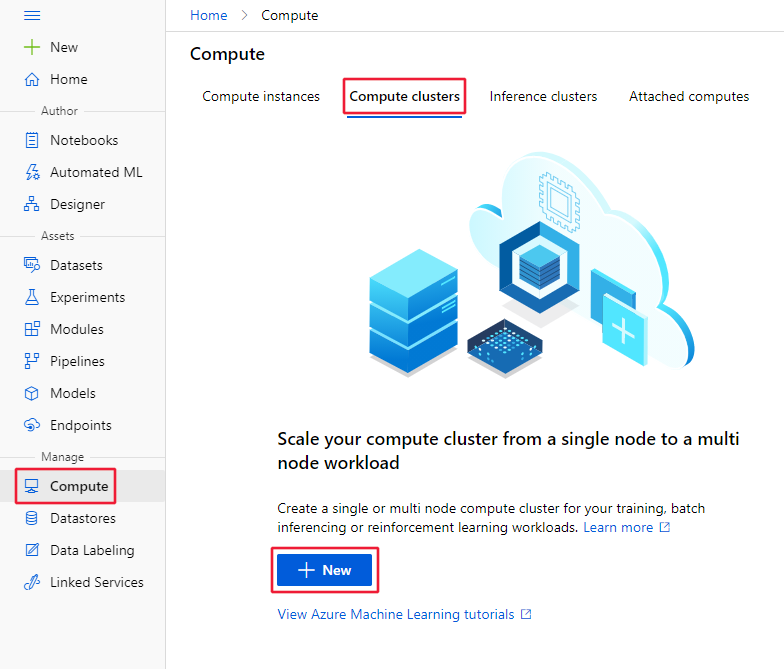 New
Home
Author
Notebooks
Automated ML
Designer
Assets
Datasets
Experiments
Modules
Pipelines
Models
Endpoints
Manage
Compute
Datastores
Data Labeling
Linked Services
Home > Compute
Compute
Compute instances Compute clusters Inference clusters Attached computes
Scale your compute cluster from a single node to a multi
node workload
Create a single or multi node compute cluster for your training, batch
inferencing or reinforcement learning workloads. Learn more
New
View Azure Machine Learning tutorials